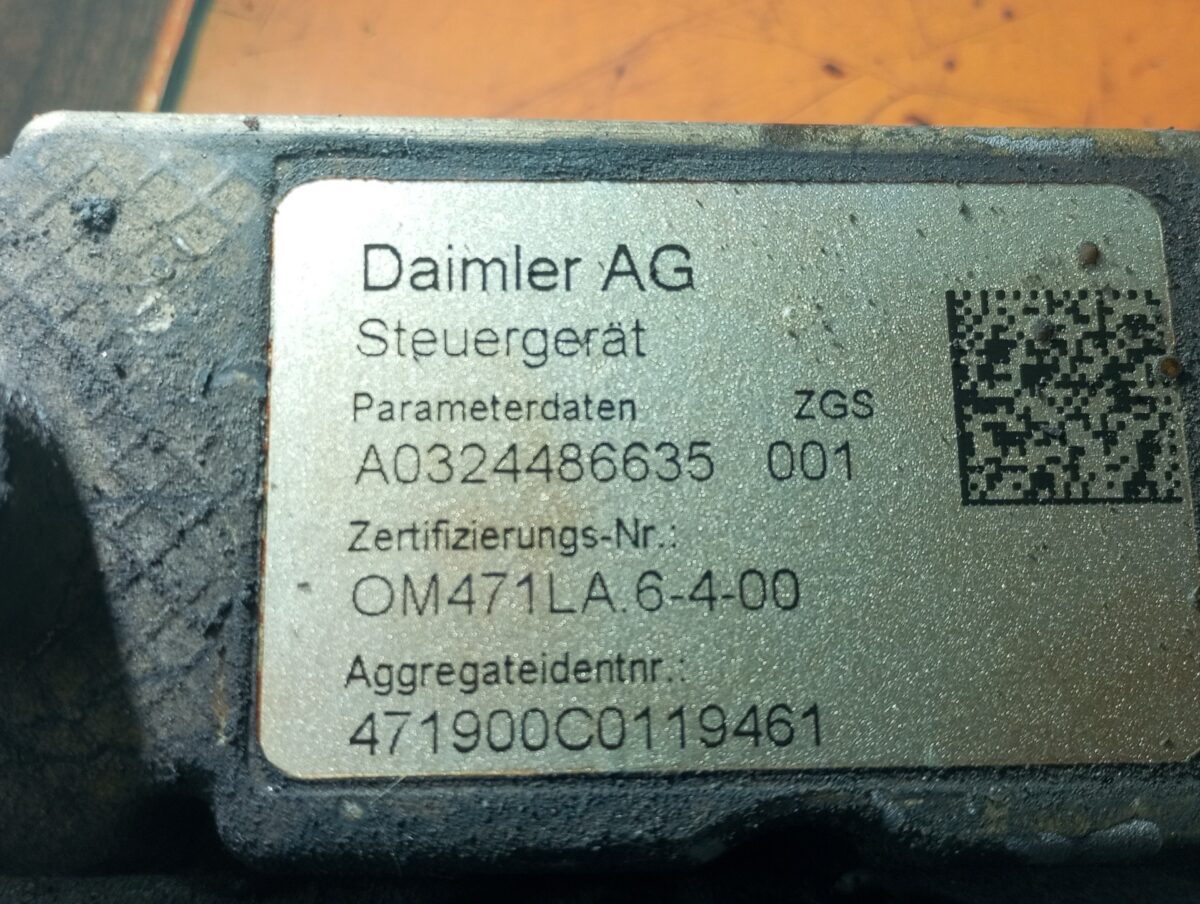 Daimler AG
Steuergerät
Parameterdaten ZGS
A0324486635 001
Zertifizierungs-Nr.:
OM471LA.6-4-00
Aggregateidentnr.:
471900C0119461